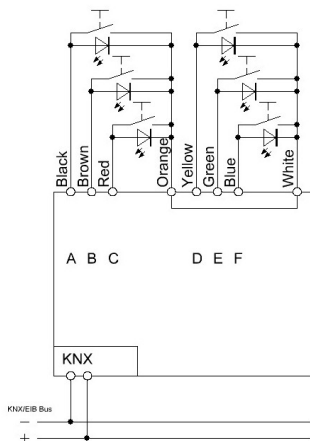 Black Brown Red Orange Yellow Green Blue White
A B C D E F
KNX
KNX/EIB Bus
−
+